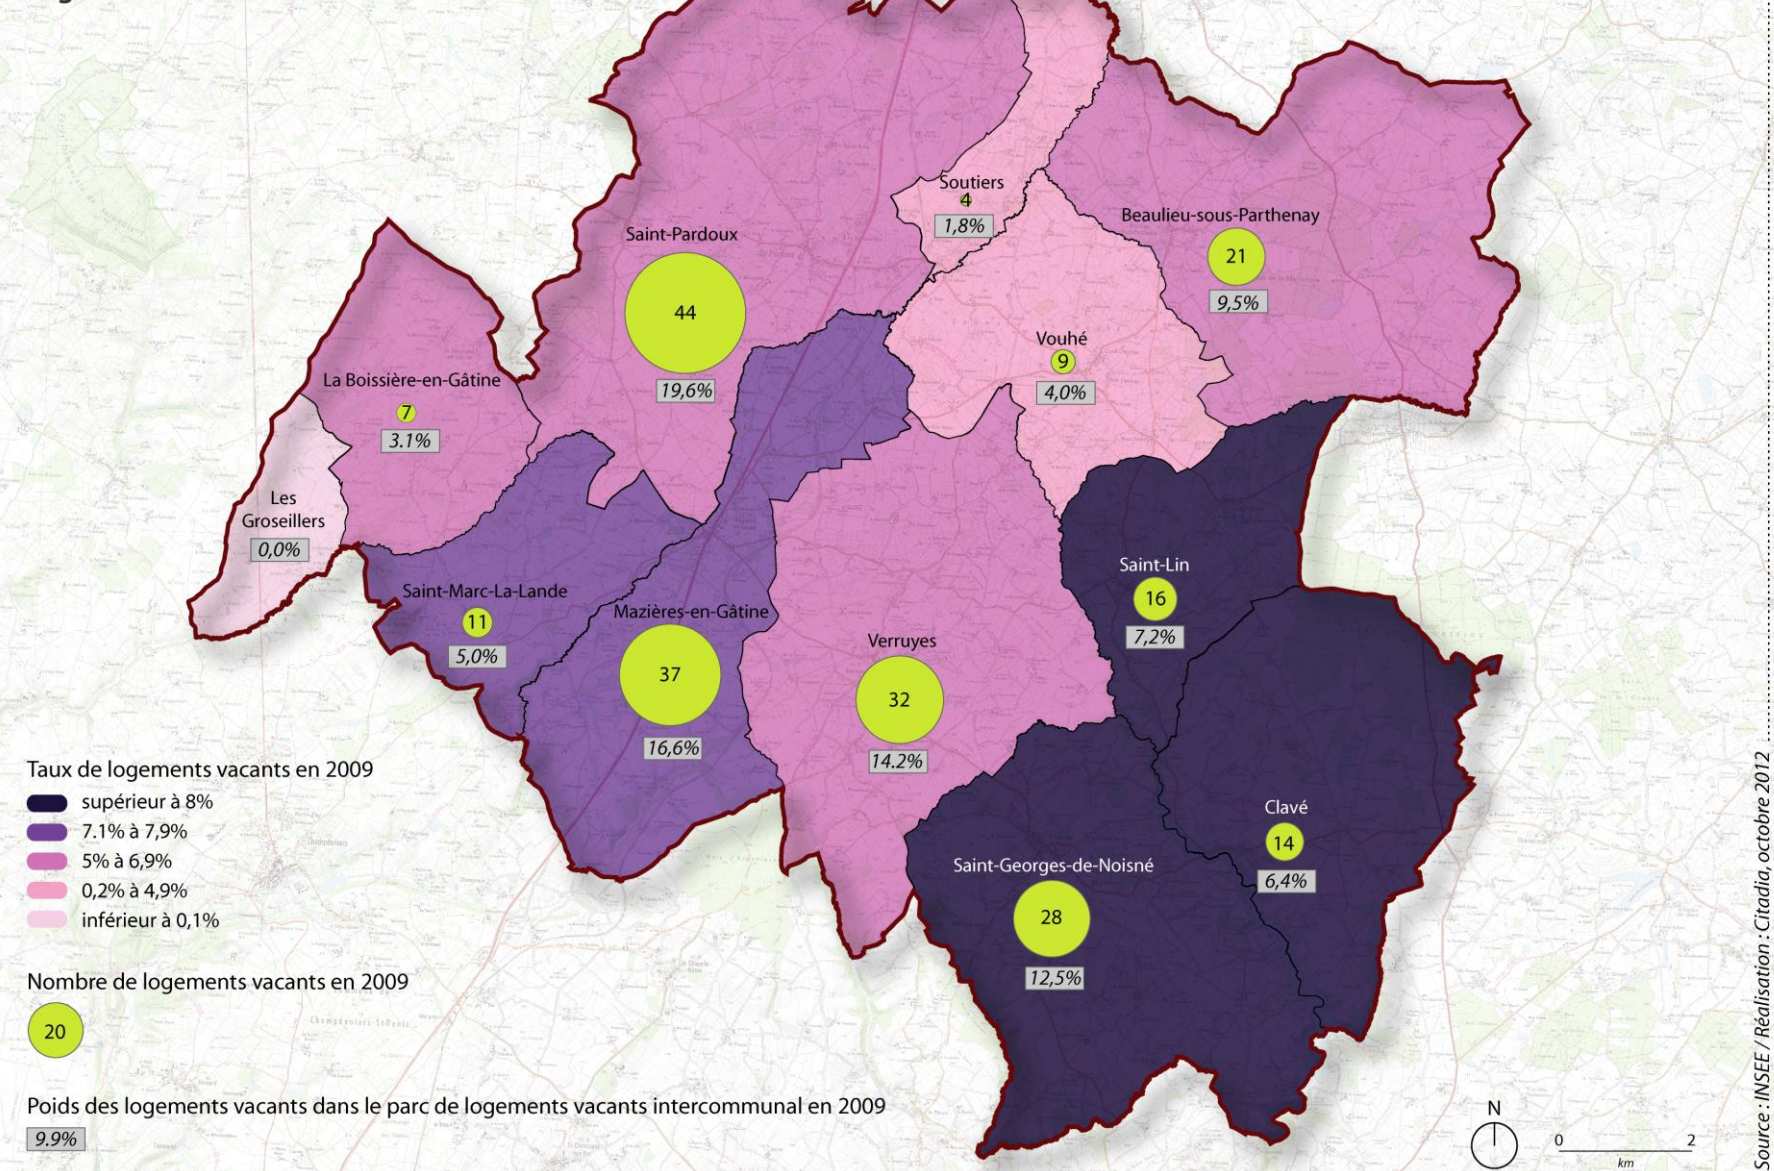 Soutiers
4
1,8%
Beaulieu-sous-Parthenay
21
9,5%
Saint-Pardoux
44
19,6%
Vouhé
9
4,0%
La Boissière-en-Gâtine
7
3.1%
Les
Groseillers
0,0%
Saint-Marc-La-Lande
11
5,0%
Mazières-en-Gâtine
37
16,6%
Verruyes
32
14.2%
Saint-Lin
16
7,2%
Clavé
14
6,4%
Saint-Georges-de-Noisné
28
12,5%
Taux de logements vacants en 2009
supérieur à 8%
7.1% à 7,9%
5% à 6,9%
0,2% à 4,9%
inférieur à 0,1%
Nombre de logements vacants en 2009
20
Poids des logements vacants dans le parc de logements vacants intercommunal en 2009
9.9%
N
0 2
km
Source : INSEE / Réalisation : Citadia, octobre 2012